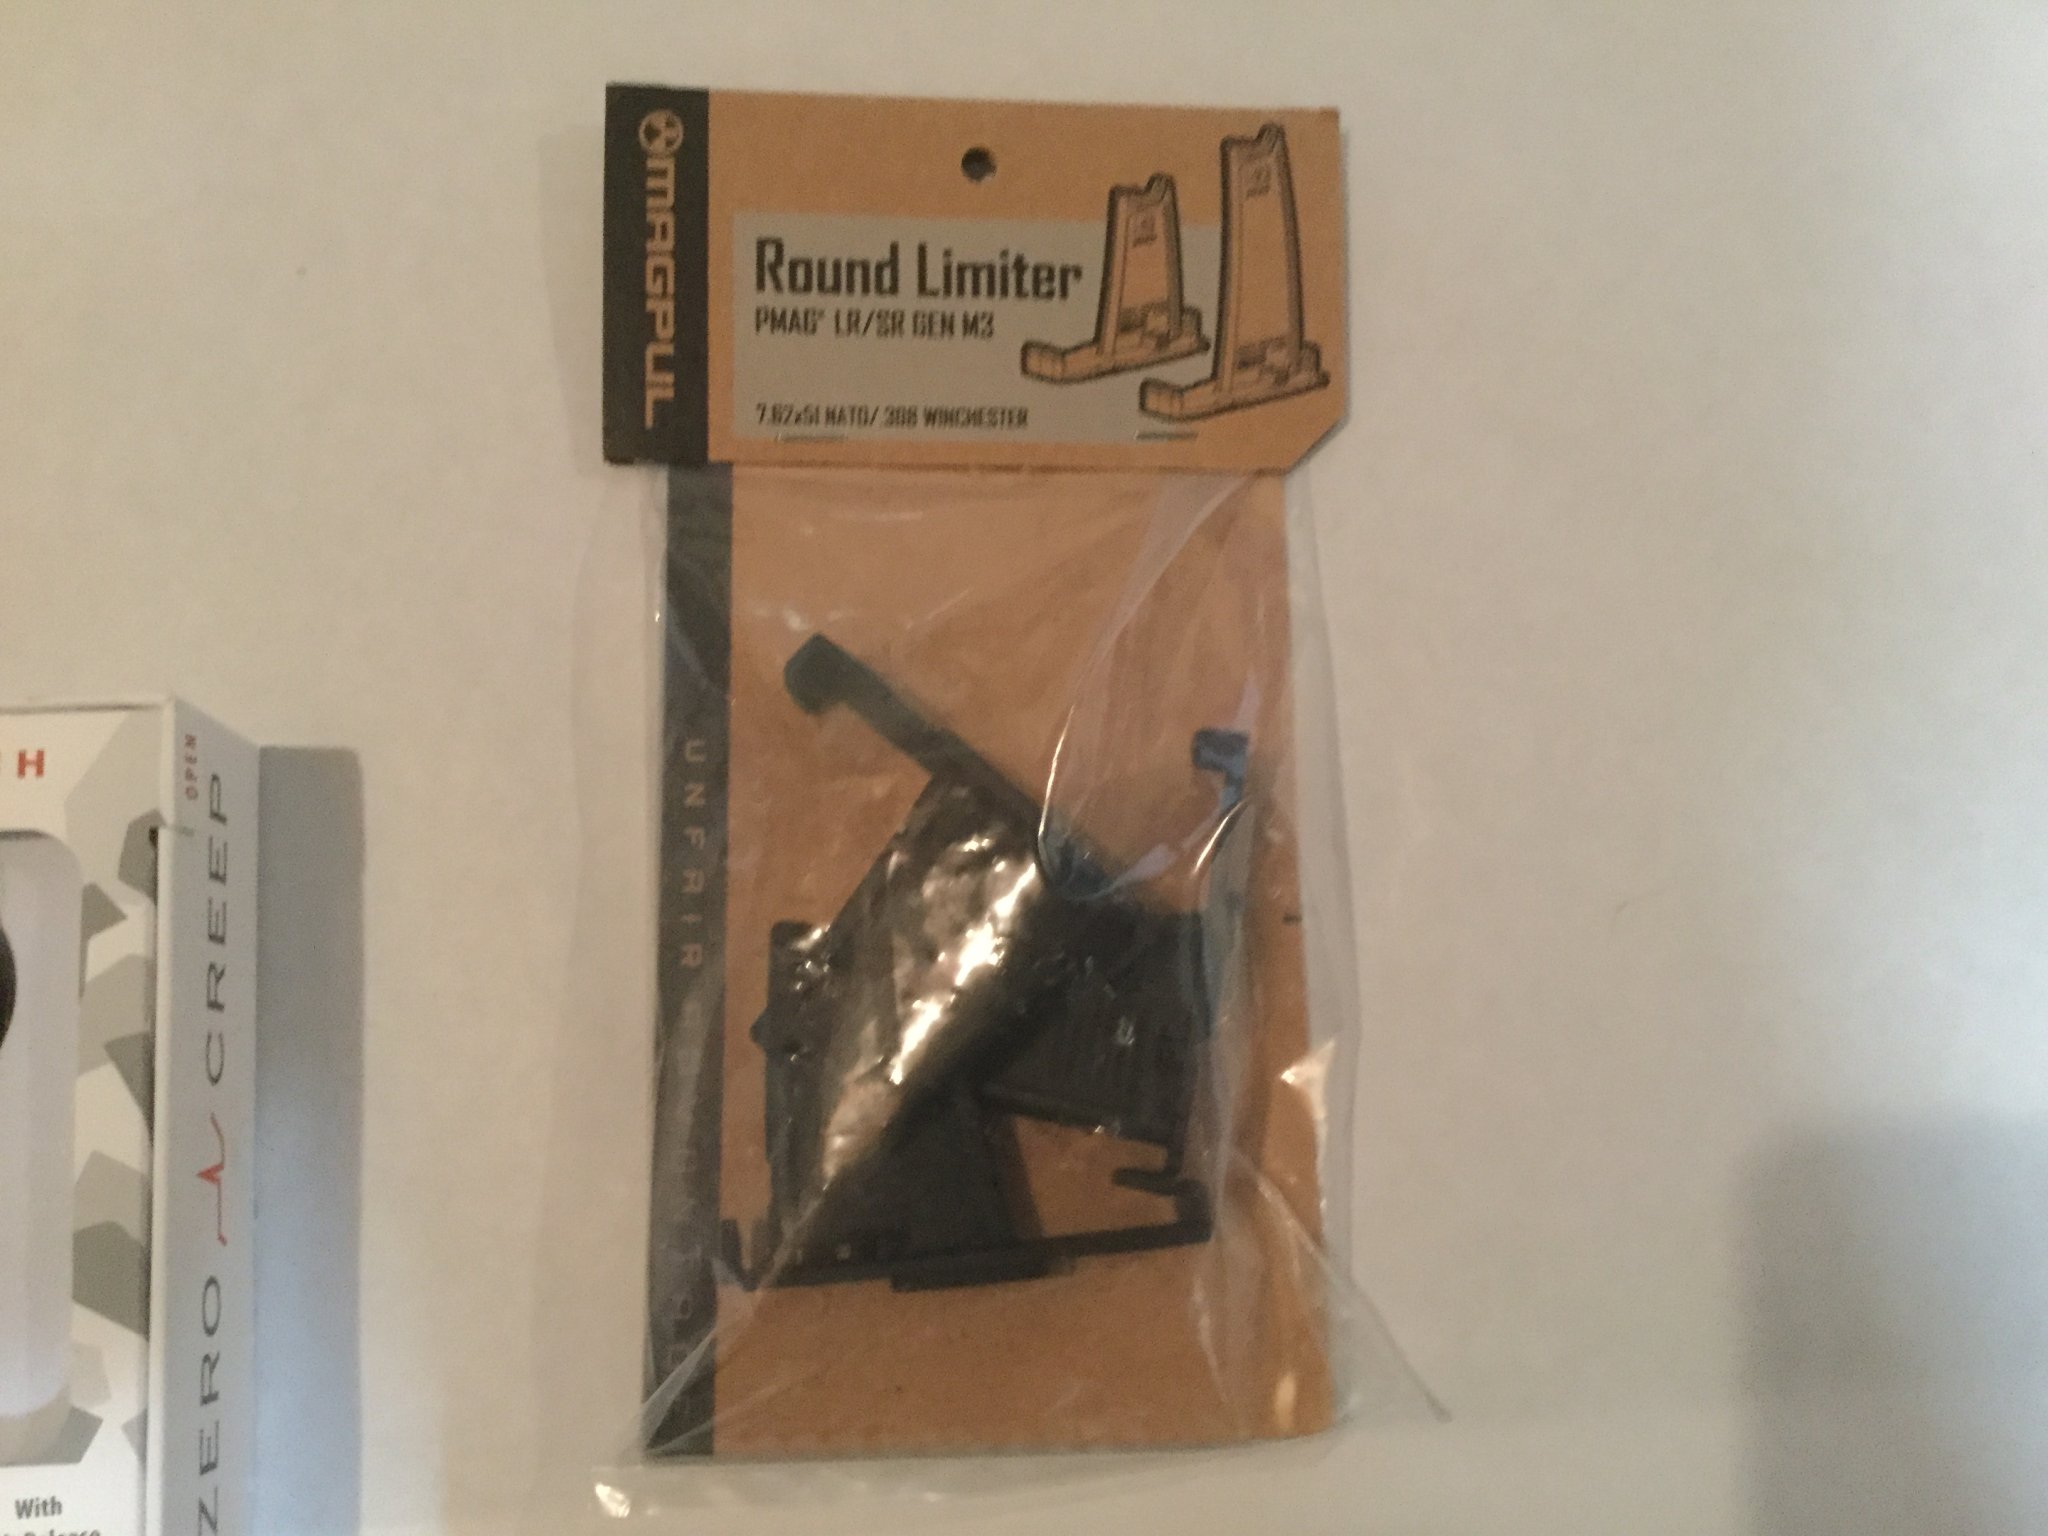 MAGPUL
Round Limiter
PMAG® LR/SR GEN M3
7.62x51 NATO/.308 WINCHESTER
UNFAIR
H
OPEN
ZERO CREEP
With